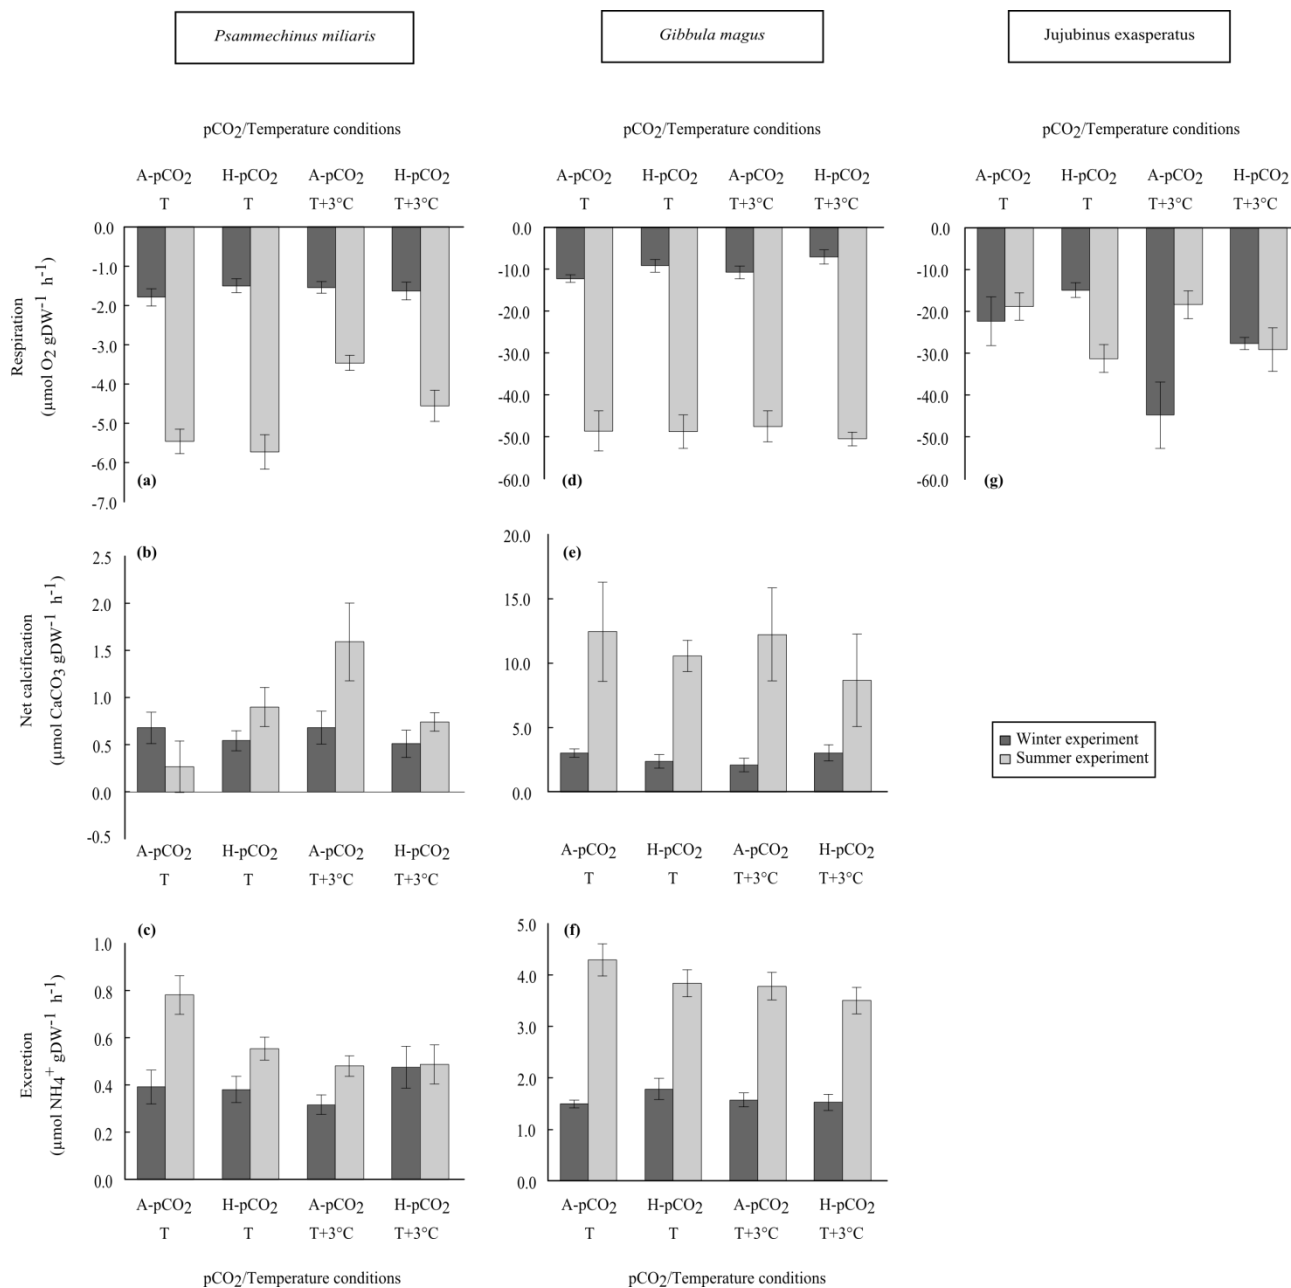 Psammechinus miliaris
Gibbula magus
Jujubinus exasperatus
pCO2/Temperature conditions
pCO2/Temperature conditions
pCO2/Temperature conditions
A-pCO2 H-pCO2 A-pCO2 H-pCO2
T T T+3°C T+3°C
A-pCO2 H-pCO2 A-pCO2 H-pCO2
T T T+3°C T+3°C
A-pCO2 H-pCO2 A-pCO2 H-pCO2
T T T+3°C T+3°C
Respiration
(µmol O2 gDW-1 h-1)
0.0
-1.0
-2.0
-3.0
-4.0
-5.0
-6.0
-7.0
(a)
0.0
-10.0
-20.0
-30.0
-40.0
-50.0
-60.0
(d)
0.0
-10.0
-20.0
-30.0
-40.0
-50.0
-60.0
(g)
Net calcification
(µmol CaCO3 gDW-1 h-1)
(b)
2.5
2.0
1.5
1.0
0.5
0.0
-0.5
A-pCO2 H-pCO2 A-pCO2 H-pCO2
T T T+3°C T+3°C
(e)
20.0
15.0
10.0
5.0
0.0
A-pCO2 H-pCO2 A-pCO2 H-pCO2
T T T+3°C T+3°C
Winter experiment
Summer experiment
Excretion
(µmol NH4+ gDW-1 h-1)
(c)
1.0
0.8
0.6
0.4
0.2
0.0
A-pCO2 H-pCO2 A-pCO2 H-pCO2
T T T+3°C T+3°C
pCO2/Temperature conditions
(f)
5.0
4.0
3.0
2.0
1.0
0.0
A-pCO2 H-pCO2 A-pCO2 H-pCO2
T T T+3°C T+3°C
pCO2/Temperature conditions